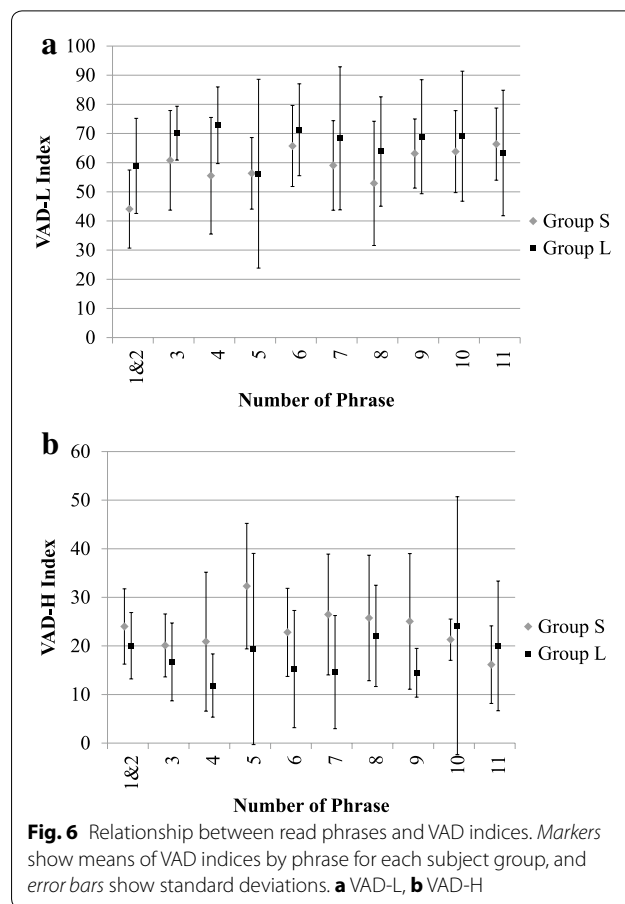 a
100
90
80
70
60
50
40
30
20
10
0
VAD-L Index
Group S
Group L
1&2
3
4
5
6
7
8
9
10
11
Number of Phrase
b
60
50
40
30
20
10
0
VAD-H Index
Group S
Group L
1&2
3
4
5
6
7
8
9
10
11
Number of Phrase
Fig. 6 Relationship between read phrases and VAD indices. Markers
show means of VAD indices by phrase for each subject group, and
error bars show standard deviations. a VAD-L, b VAD-H